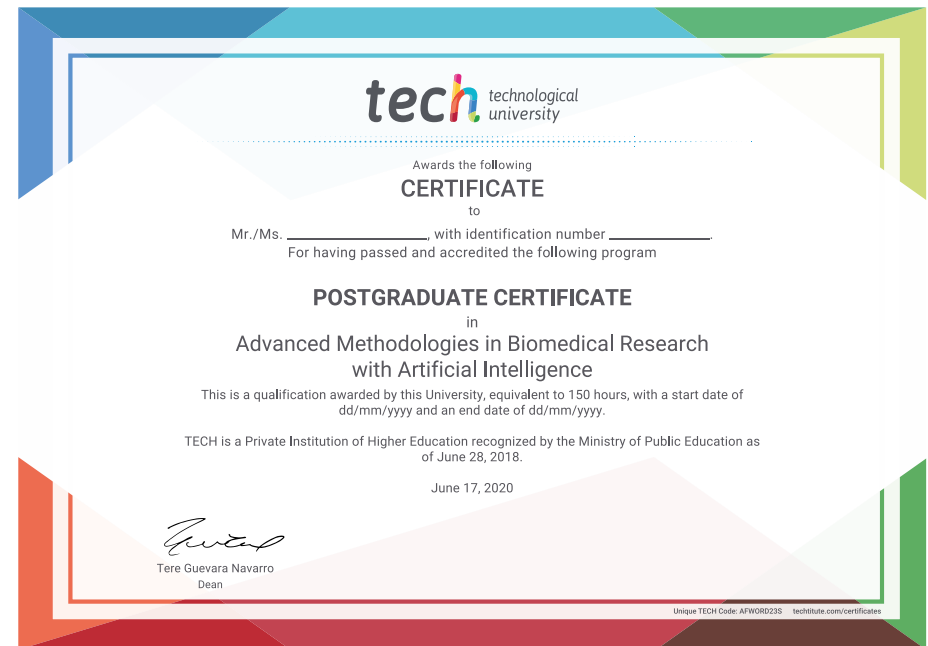 tech technological
university
Awards the following
CERTIFICATE
to
Mr./Ms. ____________________, with identification number ______________.
For having passed and accredited the following program
POSTGRADUATE CERTIFICATE
in
Advanced Methodologies in Biomedical Research
with Artificial Intelligence
This is a qualification awarded by this University, equivalent to 150 hours, with a start date of
dd/mm/yyyy and an end date of dd/mm/yyyy.
TECH is a Private Institution of Higher Education recognized by the Ministry of Public Education as
of June 28, 2018.
June 17, 2020
Tere Guevara Navarro
Dean
Unique TECH Code: AFWORD23S techtitute.com/certificates